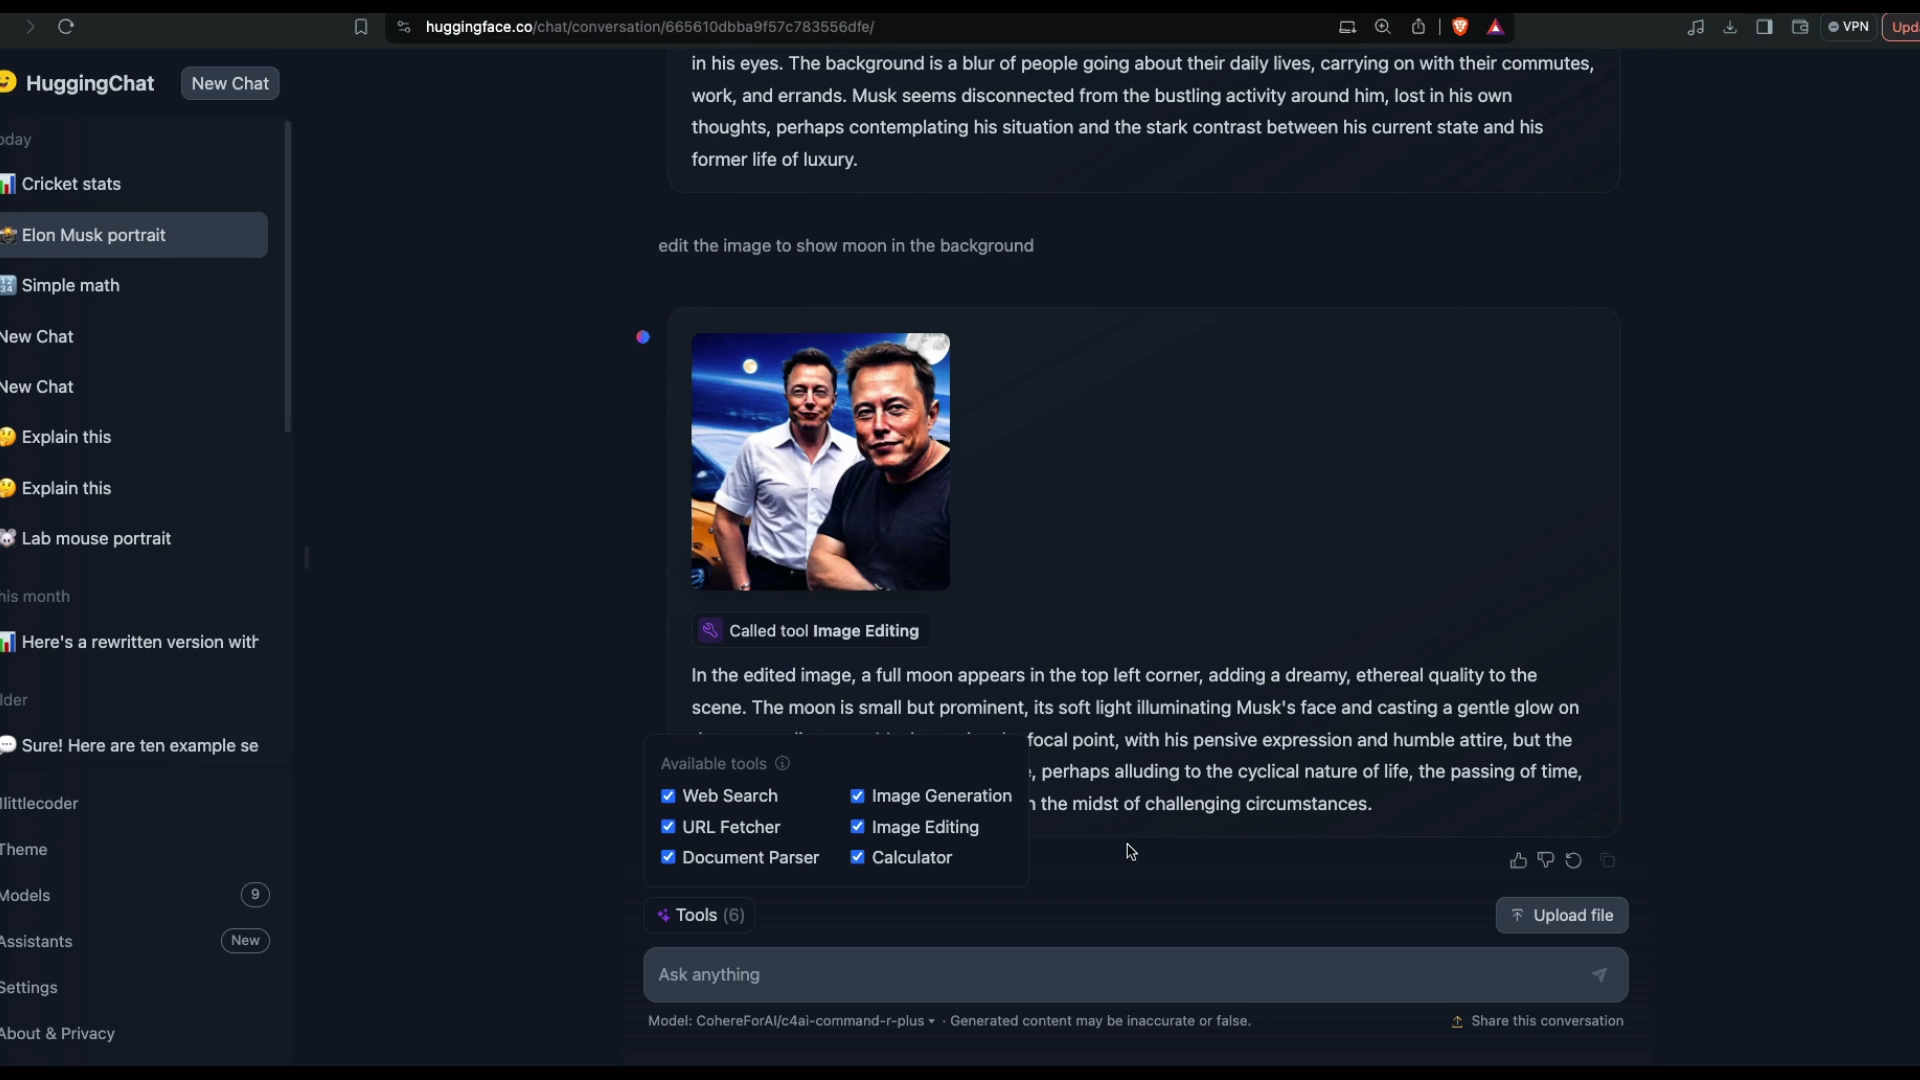 huggingface.co/chat/conversation/665610dbba9f57c783556dfe/
VPN
HuggingChat
New Chat
Cricket stats
Elon Musk portrait
Simple math
New Chat
New Chat
Explain this
Explain this
Lab mouse portrait
his month
Here's a rewritten version with
Sure! Here are ten example se
llittlecoder
Theme
Models
9
Assistants
New
Settings
About & Privacy
in his eyes. The background is a blur of people going about their daily lives, carrying on with their commutes,
work, and errands. Musk seems disconnected from the bustling activity around him, lost in his own
thoughts, perhaps contemplating his situation and the stark contrast between his current state and his
former life of luxury.
edit the image to show moon in the background
Called tool Image Editing
In the edited image, a full moon appears in the top left corner, adding a dreamy, ethereal quality to the
scene. The moon is small but prominent, its soft light illuminating Musk's face and casting a gentle glow on
focal point, with his pensive expression and humble attire, but the
, perhaps alluding to the cyclical nature of life, the passing of time,
the midst of challenging circumstances.
Available tools
Web Search
Image Generation
URL Fetcher
Image Editing
Document Parser
Calculator
Tools (6)
Upload file
Ask anything
Model: CohereForAI/c4ai-command-r-plus · Generated content may be inaccurate or false.
Share this conversation